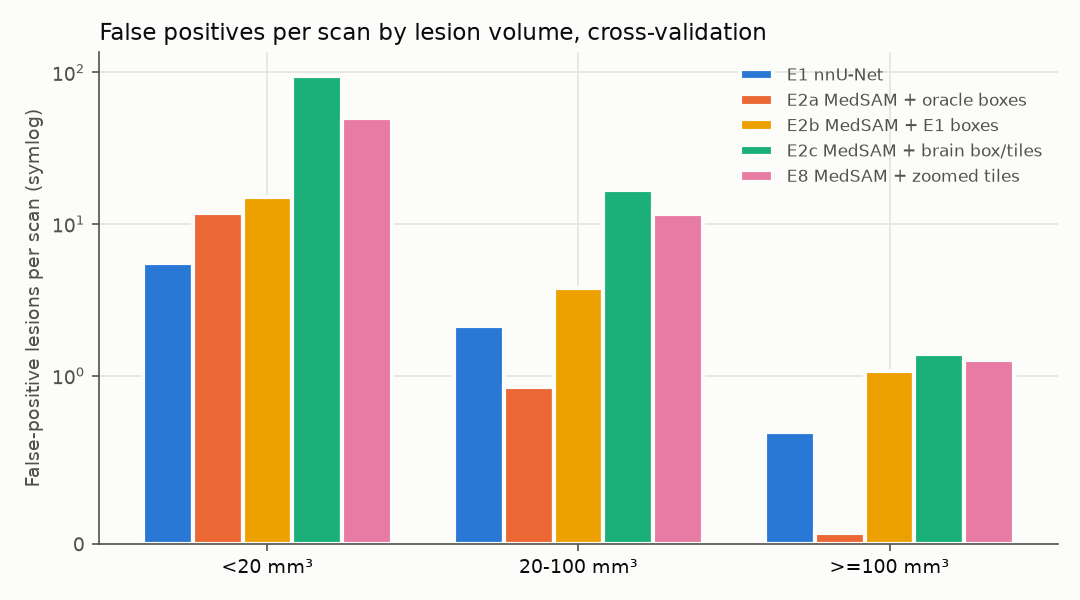 False positives per scan by lesion volume, cross-validation
False-positive lesions per scan (symlog)
10²
10¹
10⁰
0
E1 nnU-Net
E2a MedSAM + oracle boxes
E2b MedSAM + E1 boxes
E2c MedSAM + brain box/tiles
E8 MedSAM + zoomed tiles
<20 mm³
20-100 mm³
>=100 mm³